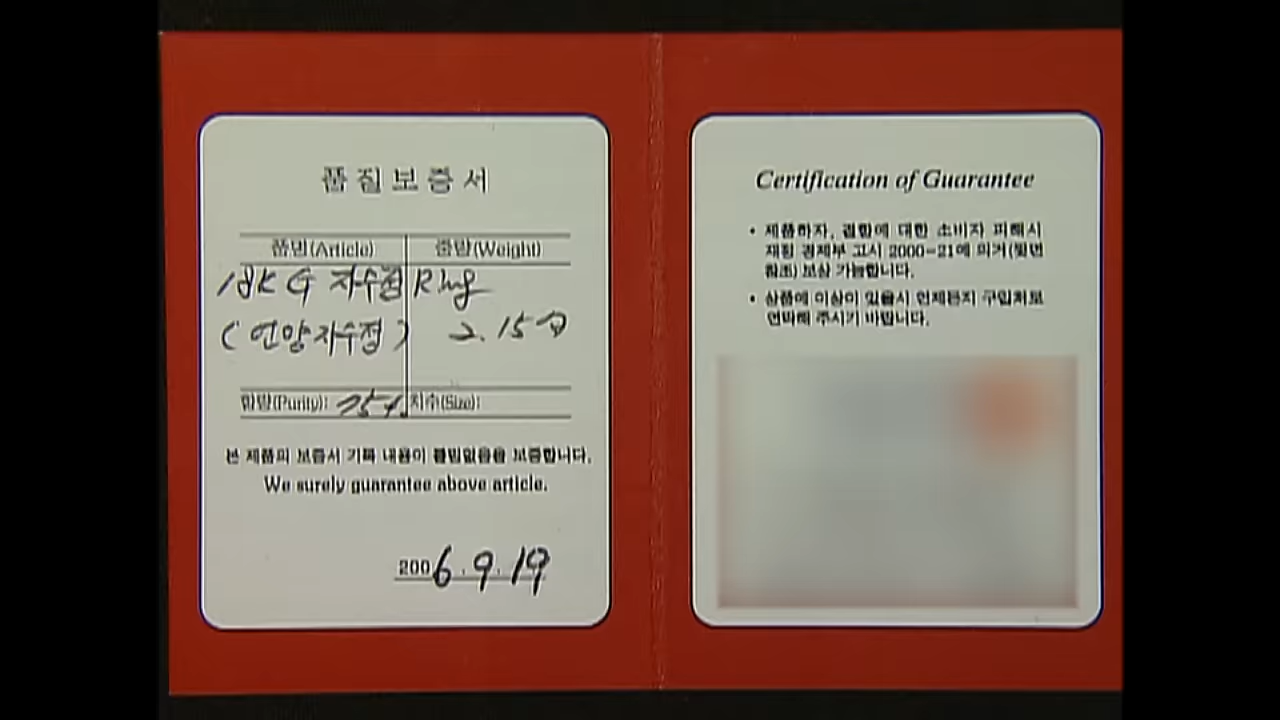 품질보증서
품명(Article) 중량(Weight)
18K G 자수정 Ring
(언양자수정) 2.15
함량(Purity): 75% 치수(Size):
본 제품의 보증서 기록 내용이 틀림없음을 보증합니다.
We surely guarantee above article.
2006.9.19
Certification of Guarantee
• 제품하자, 결함에 대한 소비자 피해시
재정 경제부 고시 2000-21에 의거(뒷면
참조) 보상 가능합니다.
• 상품에 이상이 있을시 언제든지 구입처로
연락해 주시기 바랍니다.